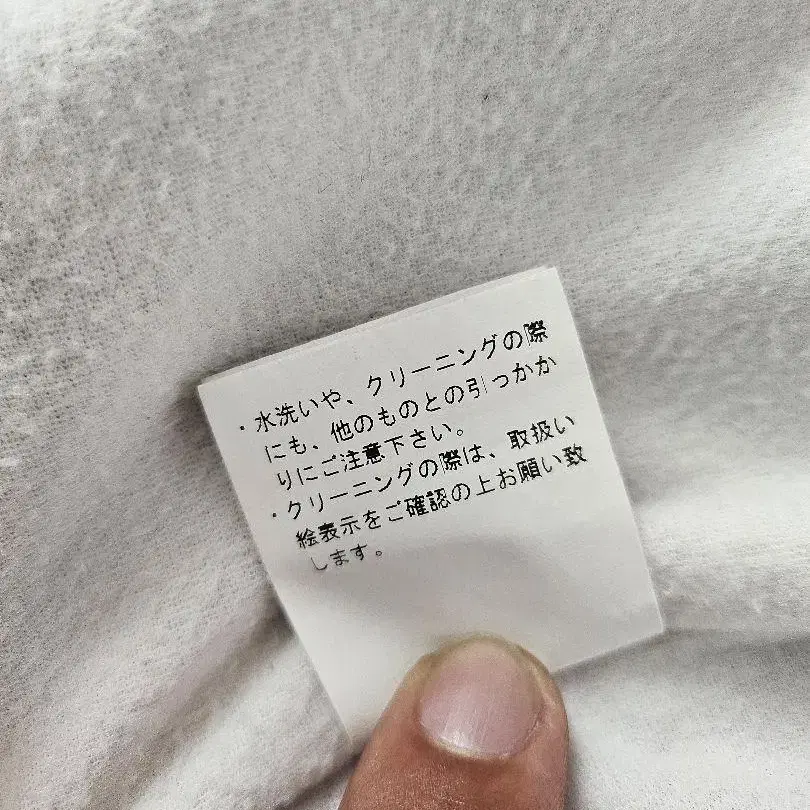 ・水洗いや、クリーニングの際
にも、他のものとの引っかか
りにご注意下さい。
・クリーニングの際は、取扱い
絵表示をご確認の上お願い致
します。